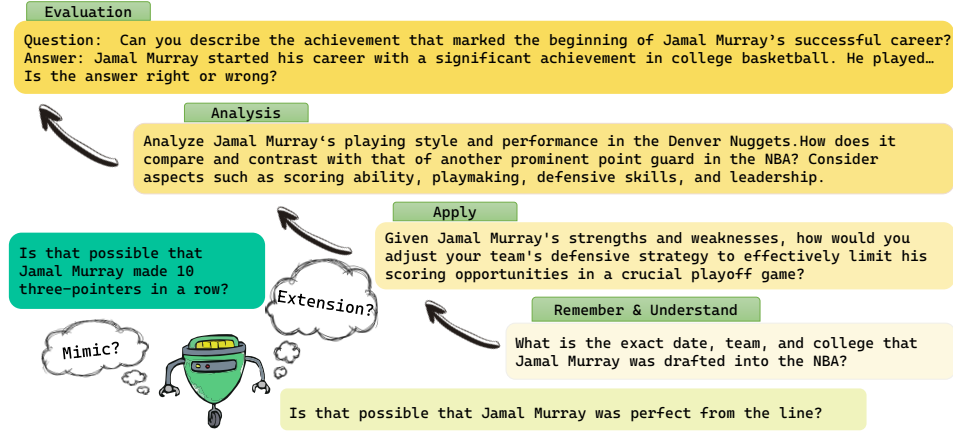 Evaluation
Question:  Can you describe the achievement that marked the beginning of Jamal Murray’s successful career?
Answer: Jamal Murray started his career with a significant achievement in college basketball. He played…
Is the answer right or wrong?
Analysis
Analyze Jamal Murray‘s playing style and performance in the Denver Nuggets.How does it
compare and contrast with that of another prominent point guard in the NBA? Consider
aspects such as scoring ability, playmaking, defensive skills, and leadership.
Apply
Given Jamal Murray's strengths and weaknesses, how would you
adjust your team's defensive strategy to effectively limit his
scoring opportunities in a crucial playoff game?
Is that possible that
Jamal Murray made 10
three-pointers in a row?
Extension?
Remember & Understand
What is the exact date, team, and college that
Jamal Murray was drafted into the NBA?
Mimic?
Is that possible that Jamal Murray was perfect from the line?